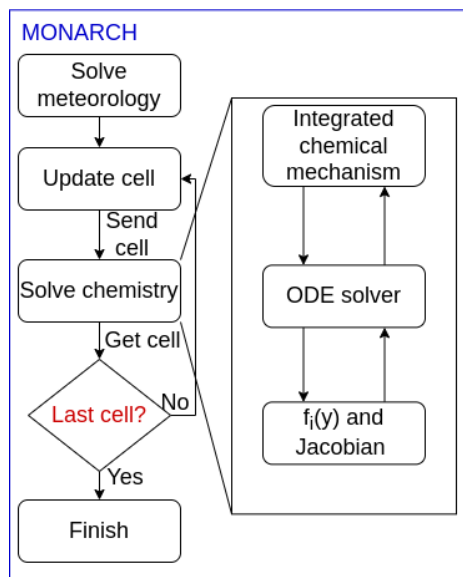 MONARCH
Solve
meteorology
Update cell
Send
cell
Solve chemistry
Get cell
Last cell?
No
Yes
Finish
Integrated
chemical
mechanism
ODE solver
fᵢ(y) and
Jacobian